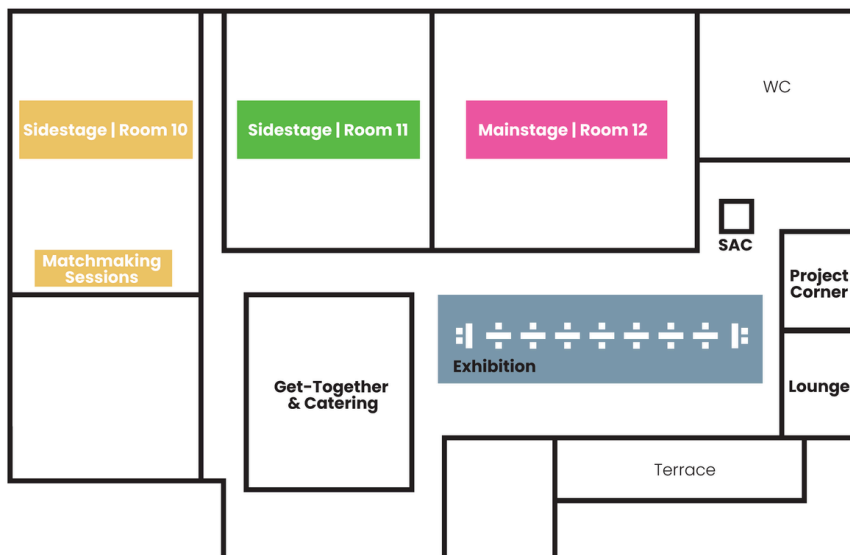 Sidestage | Room 10
Sidestage | Room 11
Mainstage | Room 12
WC
SAC
Matchmaking
Sessions
Project
Corner
Exhibition
Get-Together
& Catering
Lounge
Terrace